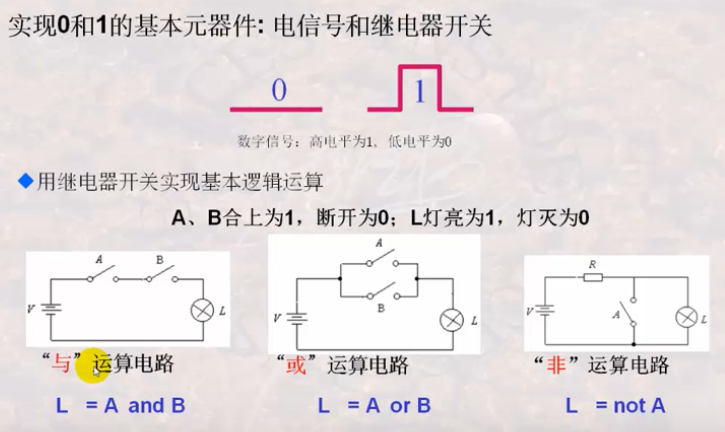 实现0和1的基本元器件: 电信号和继电器开关
0 1
数字信号：高电平为1，低电平为0
◆用继电器开关实现基本逻辑运算
A、B合上为1，断开为0；L灯亮为1，灯灭为0
A B V L
A B V L
R V A L
“与”运算电路 “或”运算电路 “非”运算电路
L = A and B L = A or B L = not A